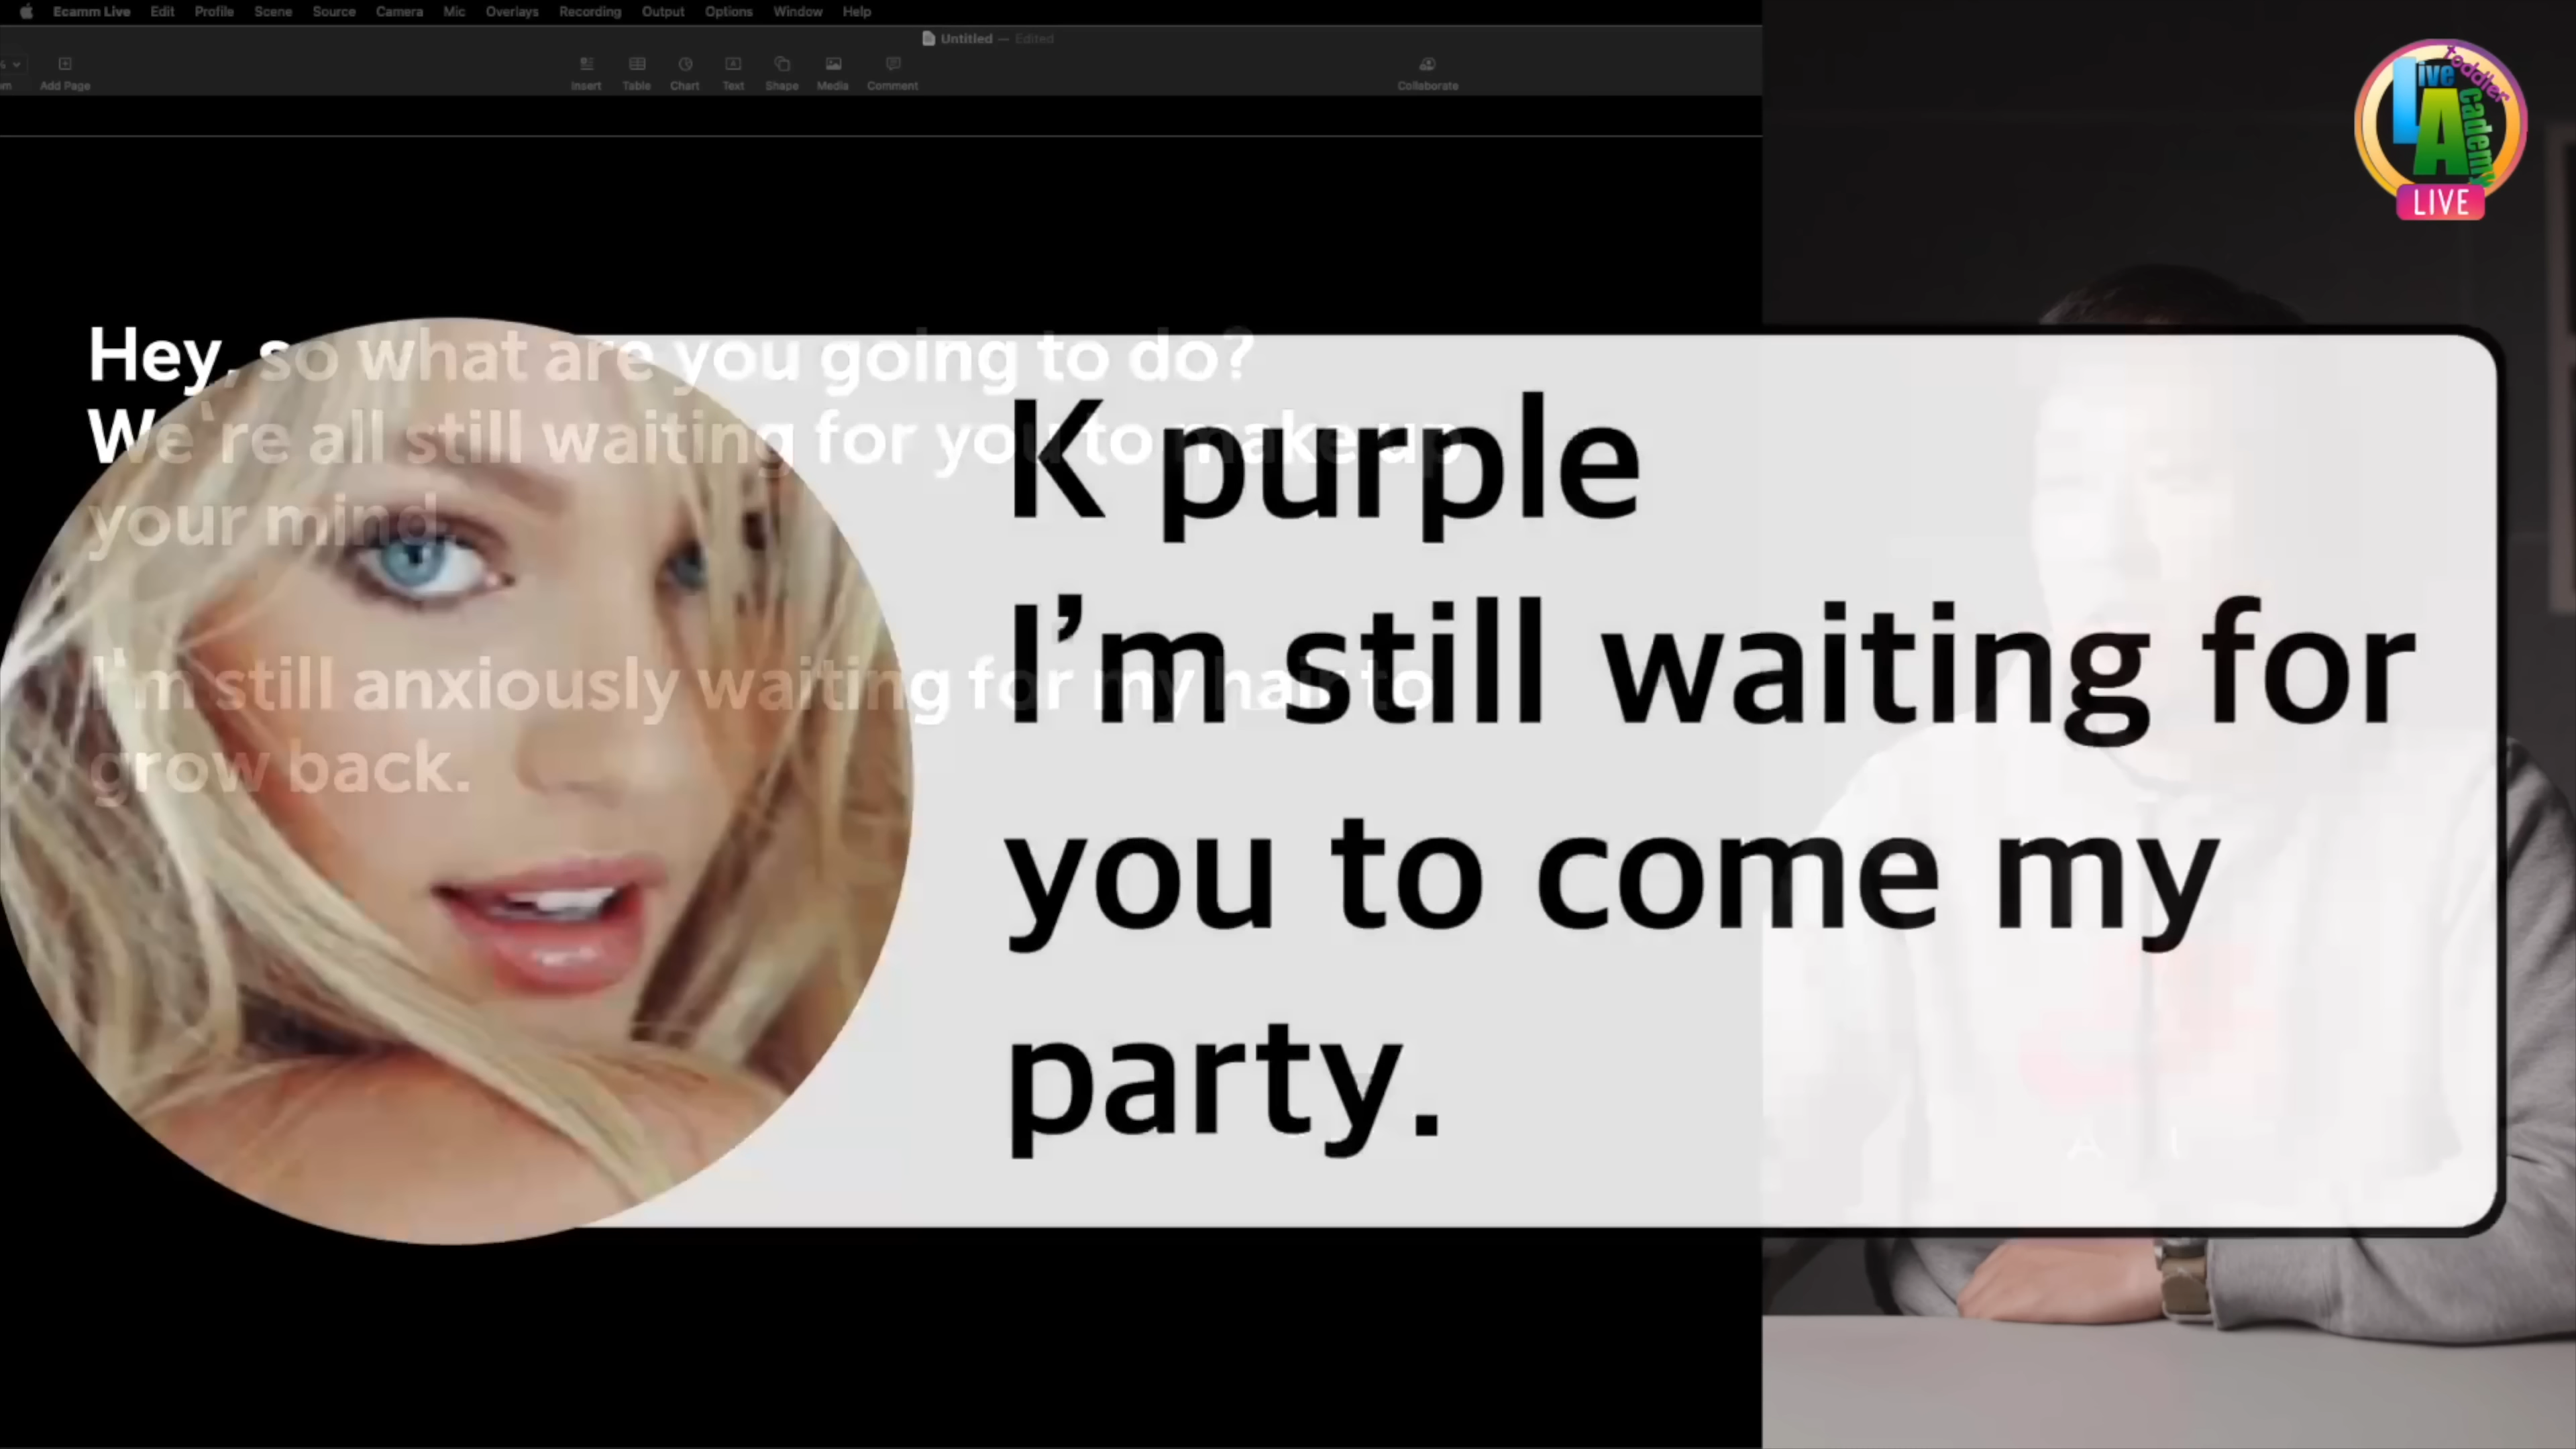 Ecamm Live Edit Profile Scene Source Camera Mic Overlays Recording Output Options Window Help
Untitled — Edited
Add Page Insert Table Chart Text Shape Media Comment Collaborate
Live
Toddler
Academy
LIVE
Hey, so what are you going to do?
We're all still waiting for you to make up
your mind.
I'm still anxiously waiting for my hair to
grow back.
K purple
I'm still waiting for
you to come my
party.
A I